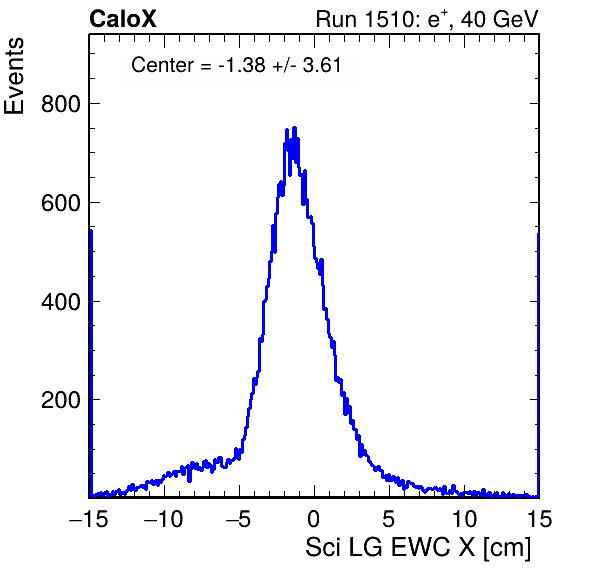 CaloX Run 1510: e⁺, 40 GeV
Events
Center = -1.38 +/- 3.61
800
600
400
200
−15 −10 −5 0 5 10 15
Sci LG EWC X [cm]